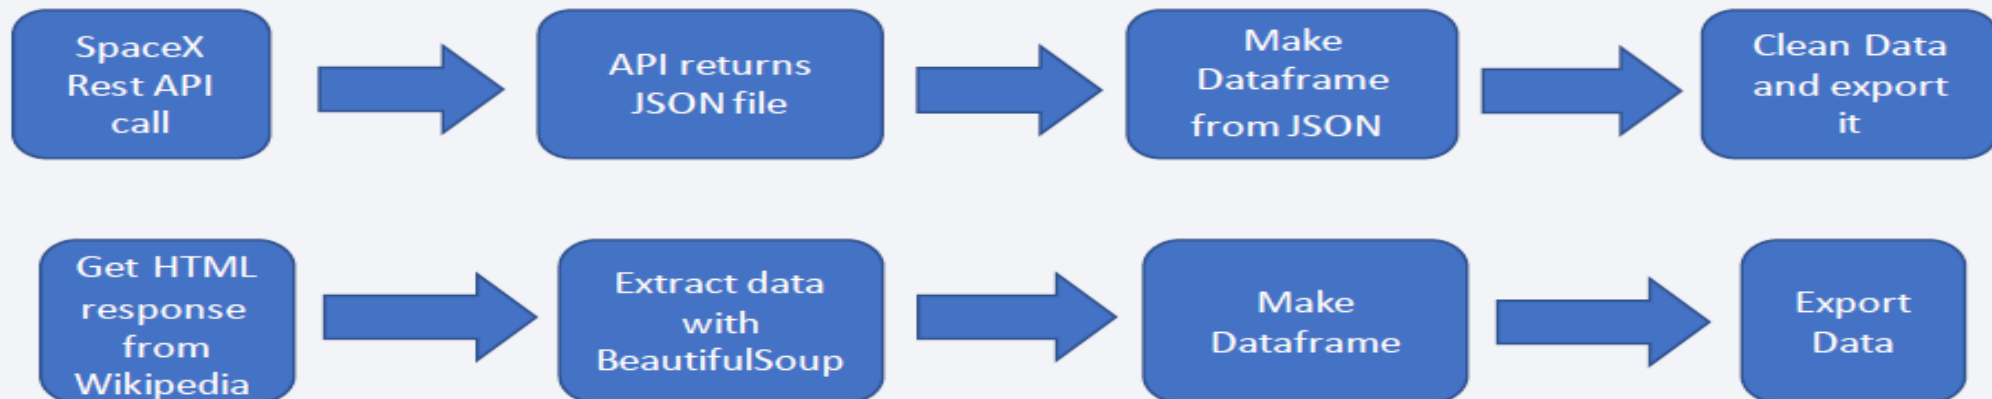 SpaceX
Rest API
call
API returns
JSON file
Make
Dataframe
from JSON
Clean Data
and export
it
Get HTML
response
from
Wikipedia
Extract data
with
BeautifulSoup
Make
Dataframe
Export
Data